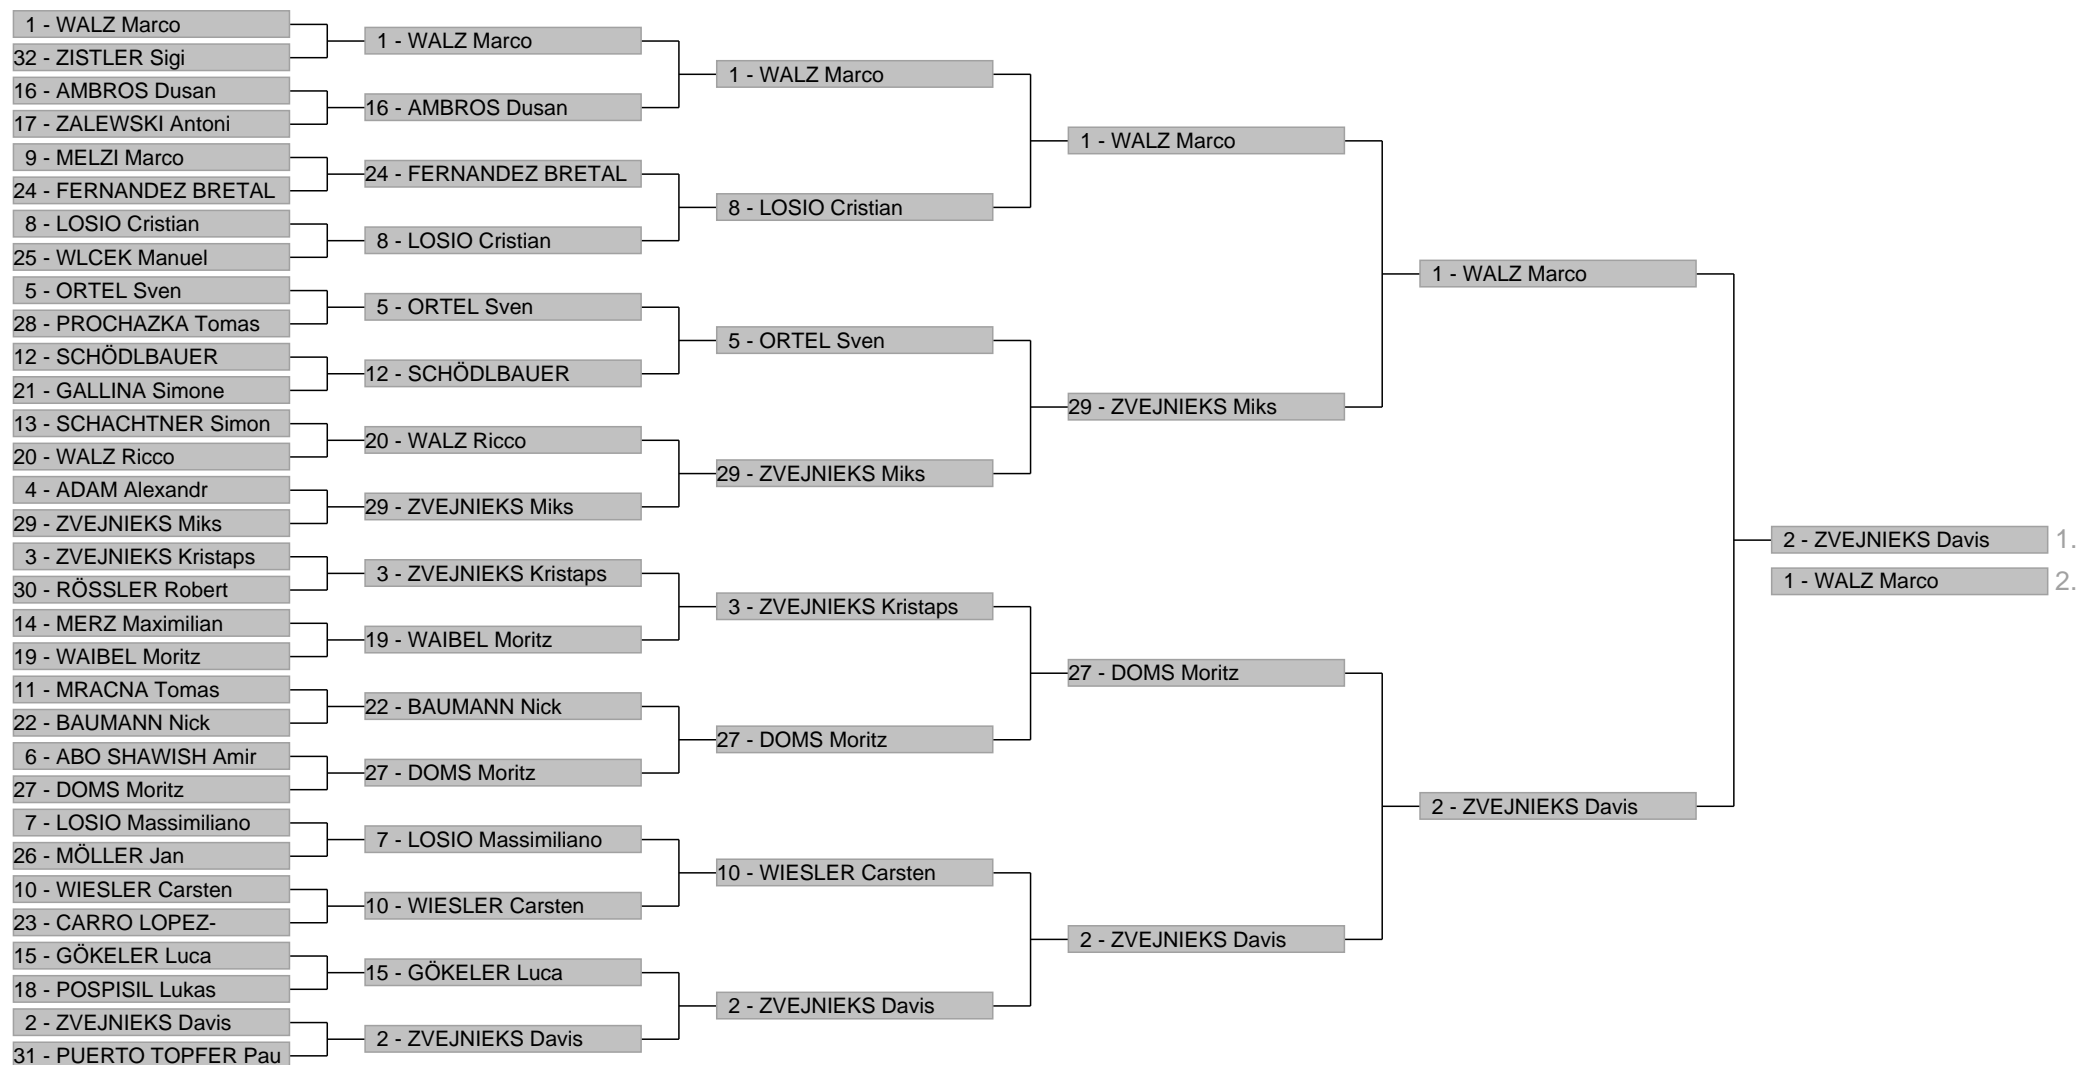 1 - WALZ Marco
32 - ZISTLER Sigi
16 - AMBROS Dusan
17 - ZALEWSKI Antoni
9 - MELZI Marco
24 - FERNANDEZ BRETAL
8 - LOSIO Cristian
25 - WLCEK Manuel
5 - ORTEL Sven
28 - PROCHAZKA Tomas
12 - SCHÖDLBAUER
21 - GALLINA Simone
13 - SCHACHTNER Simon
20 - WALZ Ricco
4 - ADAM Alexandr
29 - ZVEJNIEKS Miks
3 - ZVEJNIEKS Kristaps
30 - RÖSSLER Robert
14 - MERZ Maximilian
19 - WAIBEL Moritz
11 - MRACNA Tomas
22 - BAUMANN Nick
6 - ABO SHAWISH Amir
27 - DOMS Moritz
7 - LOSIO Massimiliano
26 - MÖLLER Jan
10 - WIESLER Carsten
23 - CARRO LOPEZ-
15 - GÖKELER Luca
18 - POSPISIL Lukas
2 - ZVEJNIEKS Davis
31 - PUERTO TOPFER Pau
1 - WALZ Marco
16 - AMBROS Dusan
24 - FERNANDEZ BRETAL
8 - LOSIO Cristian
5 - ORTEL Sven
12 - SCHÖDLBAUER
20 - WALZ Ricco
29 - ZVEJNIEKS Miks
3 - ZVEJNIEKS Kristaps
19 - WAIBEL Moritz
22 - BAUMANN Nick
27 - DOMS Moritz
7 - LOSIO Massimiliano
10 - WIESLER Carsten
15 - GÖKELER Luca
2 - ZVEJNIEKS Davis
1 - WALZ Marco
8 - LOSIO Cristian
5 - ORTEL Sven
29 - ZVEJNIEKS Miks
3 - ZVEJNIEKS Kristaps
27 - DOMS Moritz
10 - WIESLER Carsten
2 - ZVEJNIEKS Davis
1 - WALZ Marco
29 - ZVEJNIEKS Miks
27 - DOMS Moritz
2 - ZVEJNIEKS Davis
1 - WALZ Marco
2 - ZVEJNIEKS Davis
2 - ZVEJNIEKS Davis 1.
1 - WALZ Marco 2.